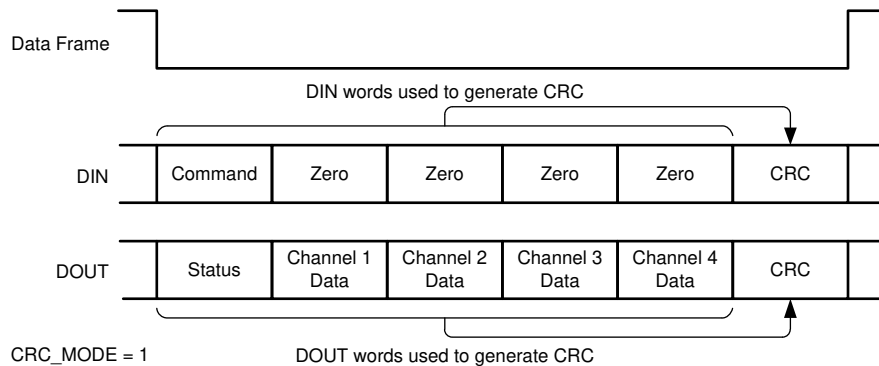 Data Frame
DIN words used to generate CRC
DIN Command Zero Zero Zero Zero CRC
DOUT Status Channel 1 Data Channel 2 Data Channel 3 Data Channel 4 Data CRC
CRC_MODE = 1 DOUT words used to generate CRC